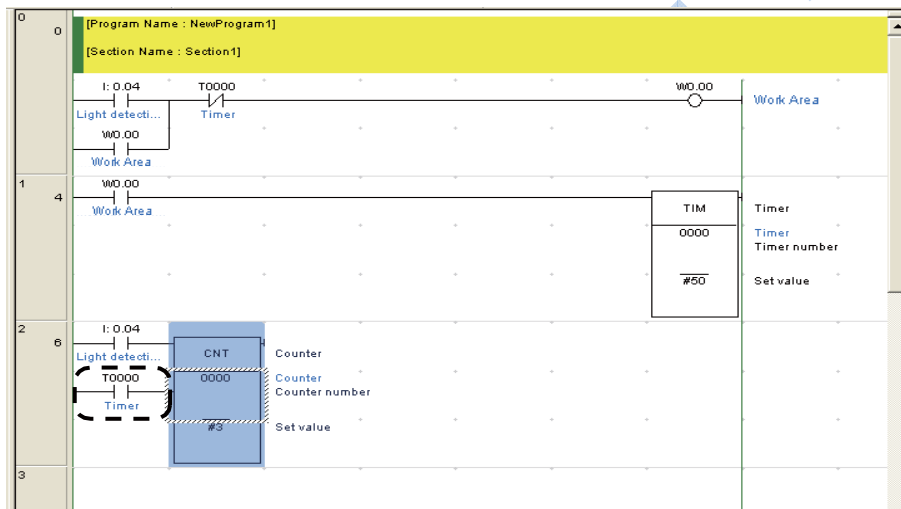 0
0
[Program Name : NewProgram1]
[Section Name : Section1]
I: 0.04 T0000 W0.00
Light detecti... Timer Work Area
W0.00
Work Area
1
4
W0.00
Work Area
TIM Timer
0000 Timer
Timer number
#50 Set value
2
6
I: 0.04
Light detecti... CNT Counter
T0000 0000 Counter
Counter number
Timer
#3 Set value
3